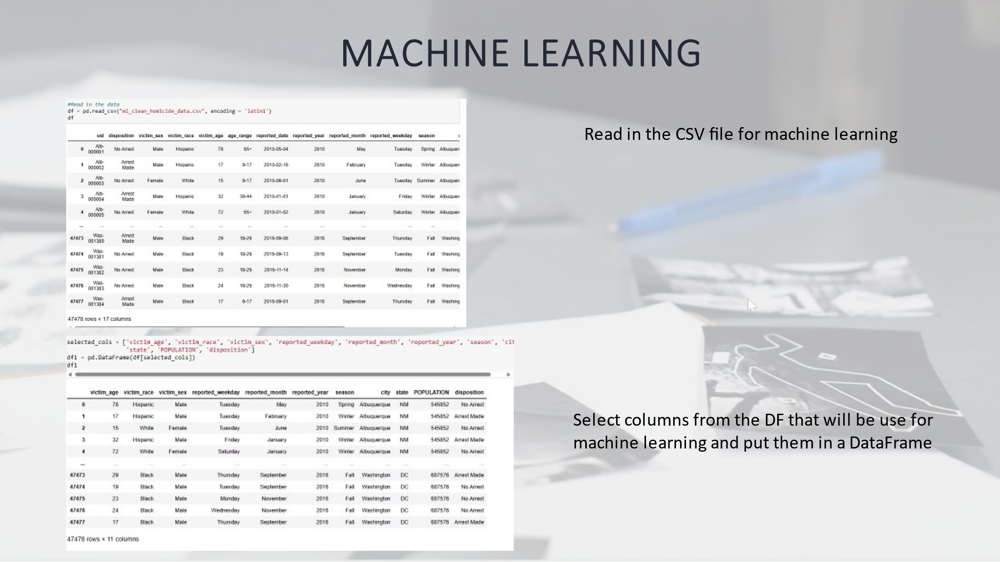 MACHINE LEARNING
#Read in the data
df = pd.read_csv("ml_clean_homicide_data.csv", encoding = 'latin1')
df
uid disposition victim_sex victim_race victim_age age_range reported_date reported_year reported_month reported_weekday season
0 Alb-000001 No Arrest Male Hispanic 78 65+ 2010-05-04 2010 May Tuesday Spring Albuquer
1 Alb-000002 Arrest Made Male Hispanic 17 0-17 2010-02-16 2010 February Tuesday Winter Albuquer
2 Alb-000003 No Arrest Female White 15 0-17 2010-06-01 2010 June Tuesday Summer Albuquer
3 Alb-000004 Arrest Made Male Hispanic 32 30-44 2010-01-01 2010 January Friday Winter Albuquer
4 Alb-000005 No Arrest Female White 72 65+ 2010-01-02 2010 January Saturday Winter Albuquer
... ... ... ... ... ... ... ... ... ... ... ...
47473 Was-001380 Arrest Made Male Black 29 18-29 2016-09-08 2016 September Thursday Fall Washing
47474 Was-001381 No Arrest Male Black 19 18-29 2016-09-13 2016 September Tuesday Fall Washing
47475 Was-001382 No Arrest Male Black 23 18-29 2016-11-14 2016 November Monday Fall Washing
47476 Was-001383 No Arrest Male Black 24 18-29 2016-11-30 2016 November Wednesday Fall Washing
47477 Was-001384 Arrest Made Male Black 17 0-17 2016-09-01 2016 September Thursday Fall Washing
47478 rows × 17 columns
Read in the CSV file for machine learning
selected_cols = ['victim_age', 'victim_race', 'victim_sex', 'reported_weekday', 'reported_month', 'reported_year', 'season', 'cit
'state', 'POPULATION', 'disposition']
df1 = pd.DataFrame(df[selected_cols])
df1
victim_age victim_race victim_sex reported_weekday reported_month reported_year season city state POPULATION disposition
0 78 Hispanic Male Tuesday May 2010 Spring Albuquerque NM 545852 No Arrest
1 17 Hispanic Male Tuesday February 2010 Winter Albuquerque NM 545852 Arrest Made
2 15 White Female Tuesday June 2010 Summer Albuquerque NM 545852 No Arrest
3 32 Hispanic Male Friday January 2010 Winter Albuquerque NM 545852 Arrest Made
4 72 White Female Saturday January 2010 Winter Albuquerque NM 545852 No Arrest
... ... ... ... ... ... ... ... ... ... ... ...
47473 29 Black Male Thursday September 2016 Fall Washington DC 687576 Arrest Made
47474 19 Black Male Tuesday September 2016 Fall Washington DC 687576 No Arrest
47475 23 Black Male Monday November 2016 Fall Washington DC 687576 No Arrest
47476 24 Black Male Wednesday November 2016 Fall Washington DC 687576 No Arrest
47477 17 Black Male Thursday September 2016 Fall Washington DC 687576 Arrest Made
47478 rows × 11 columns
Select columns from the DF that will be use for
machine learning and put them in a DataFrame